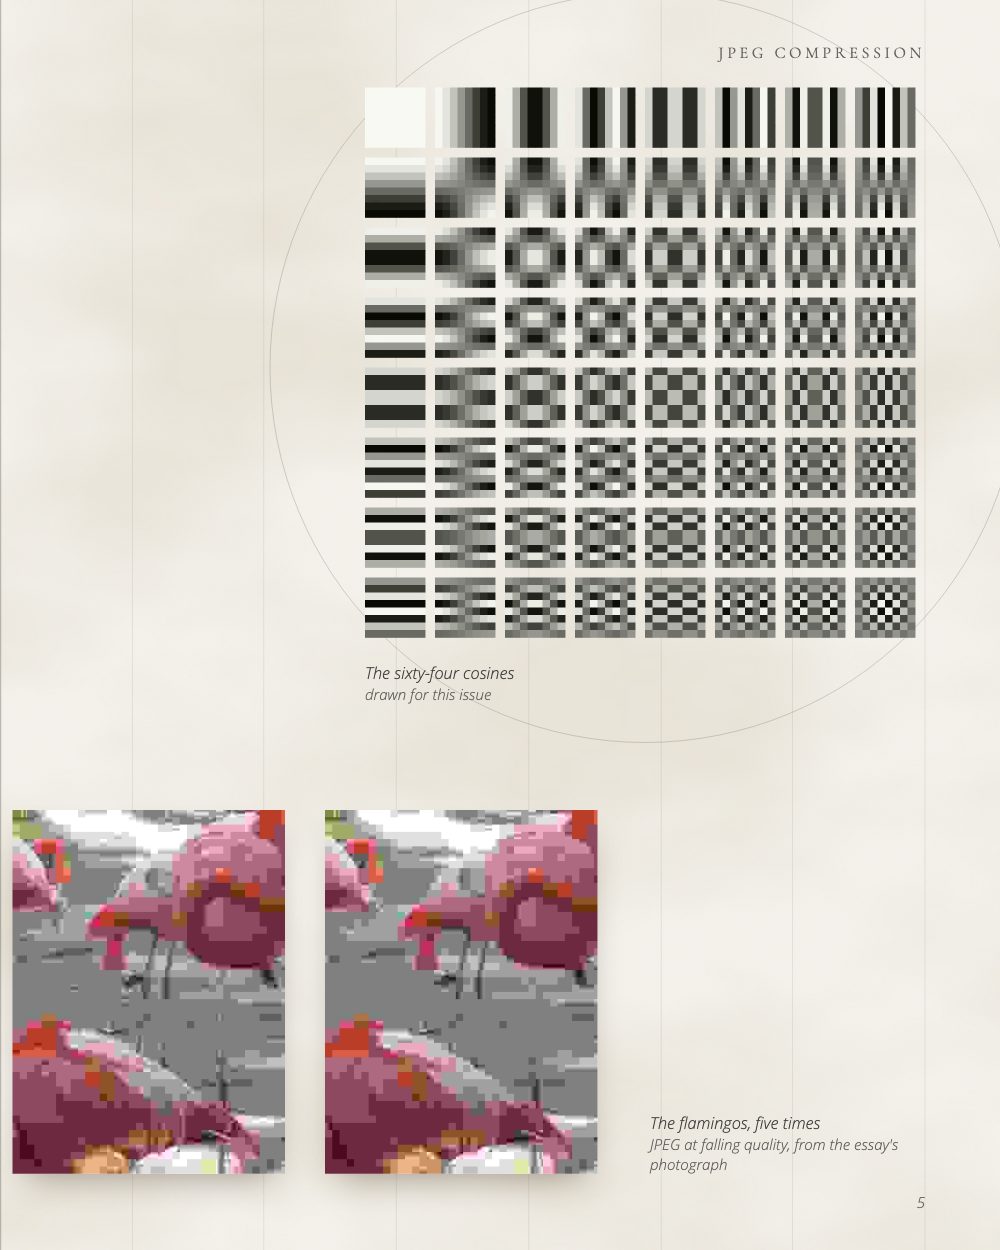 JPEG COMPRESSION
The sixty-four cosines
drawn for this issue
The flamingos, five times
JPEG at falling quality, from the essay's
photograph
5